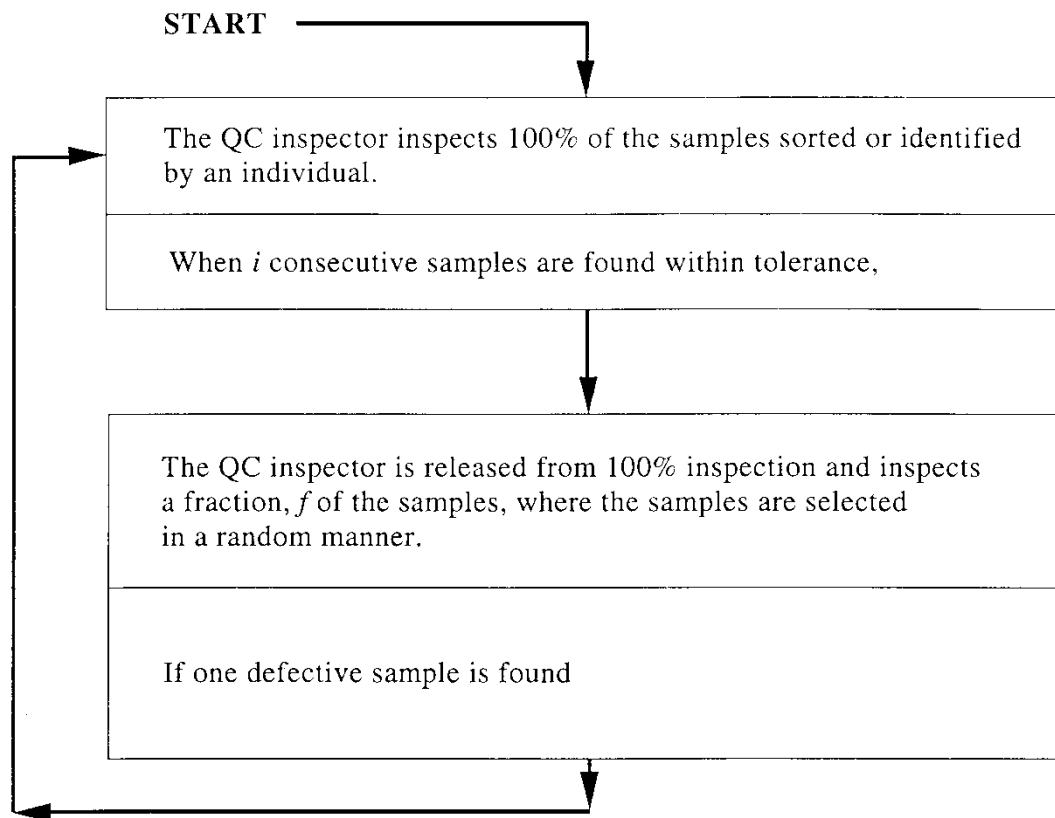 START
The QC inspector inspects 100% of the samples sorted or identified
by an individual.
When i consecutive samples are found within tolerance,
The QC inspector is released from 100% inspection and inspects
a fraction, f of the samples, where the samples are selected
in a random manner.
If one defective sample is found